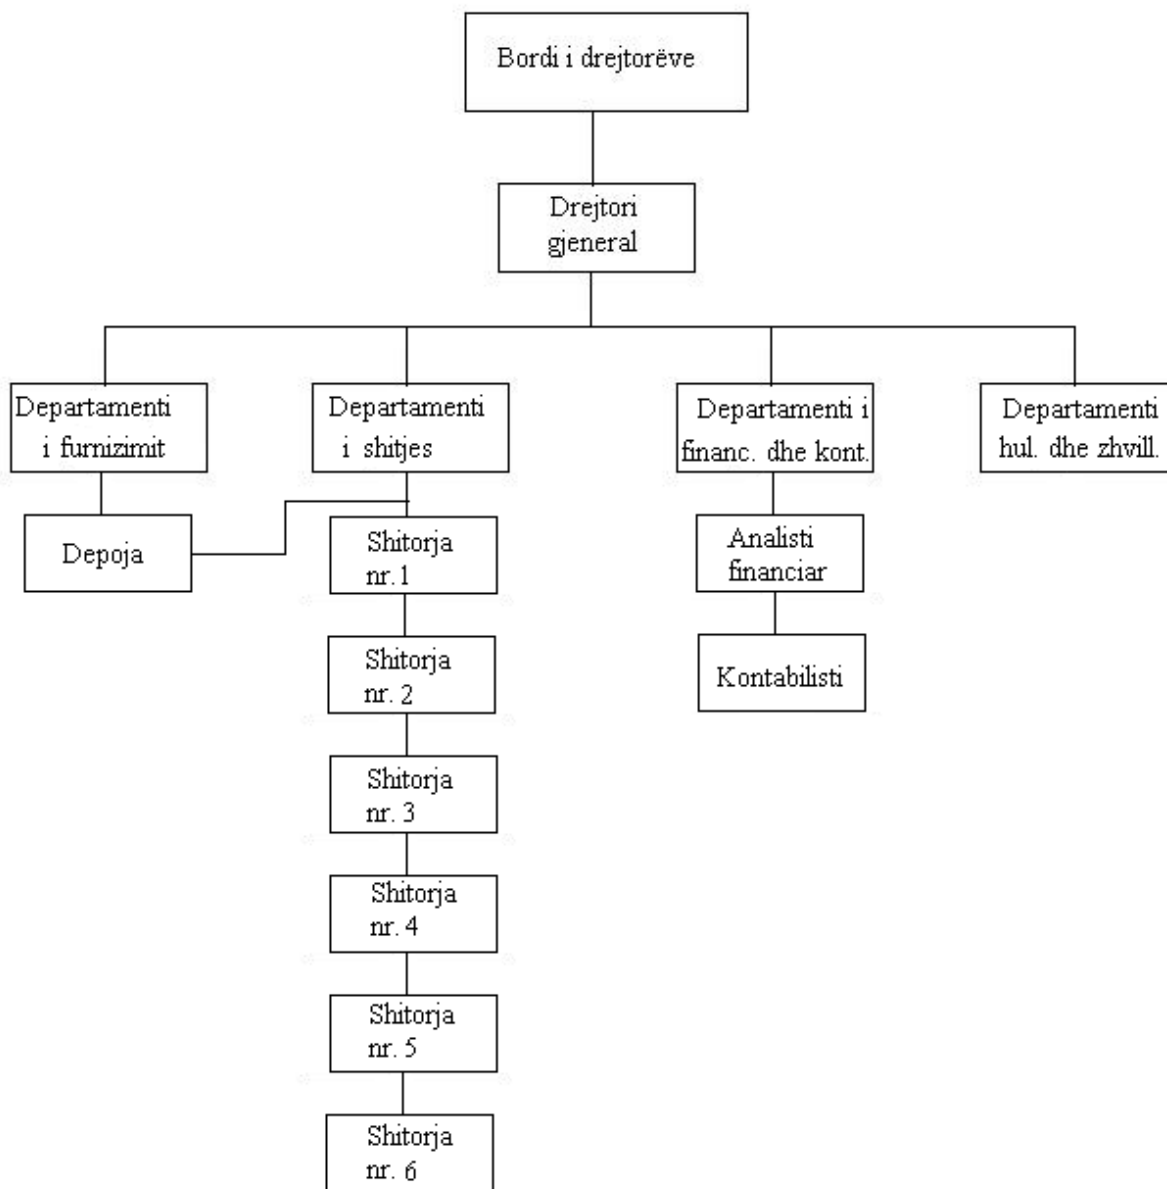 Bordi i drejtorëve
Drejtori
gjeneral
Departamenti
i furnizimit
Departamenti
i shitjes
Departamenti i
financ. dhe kont.
Departamenti
hul. dhe zhvill.
Depoja
Shitorja
nr. 1
Analisti
financiar
Shitorja
nr. 2
Kontabilisti
Shitorja
nr. 3
Shitorja
nr. 4
Shitorja
nr. 5
Shitorja
nr. 6